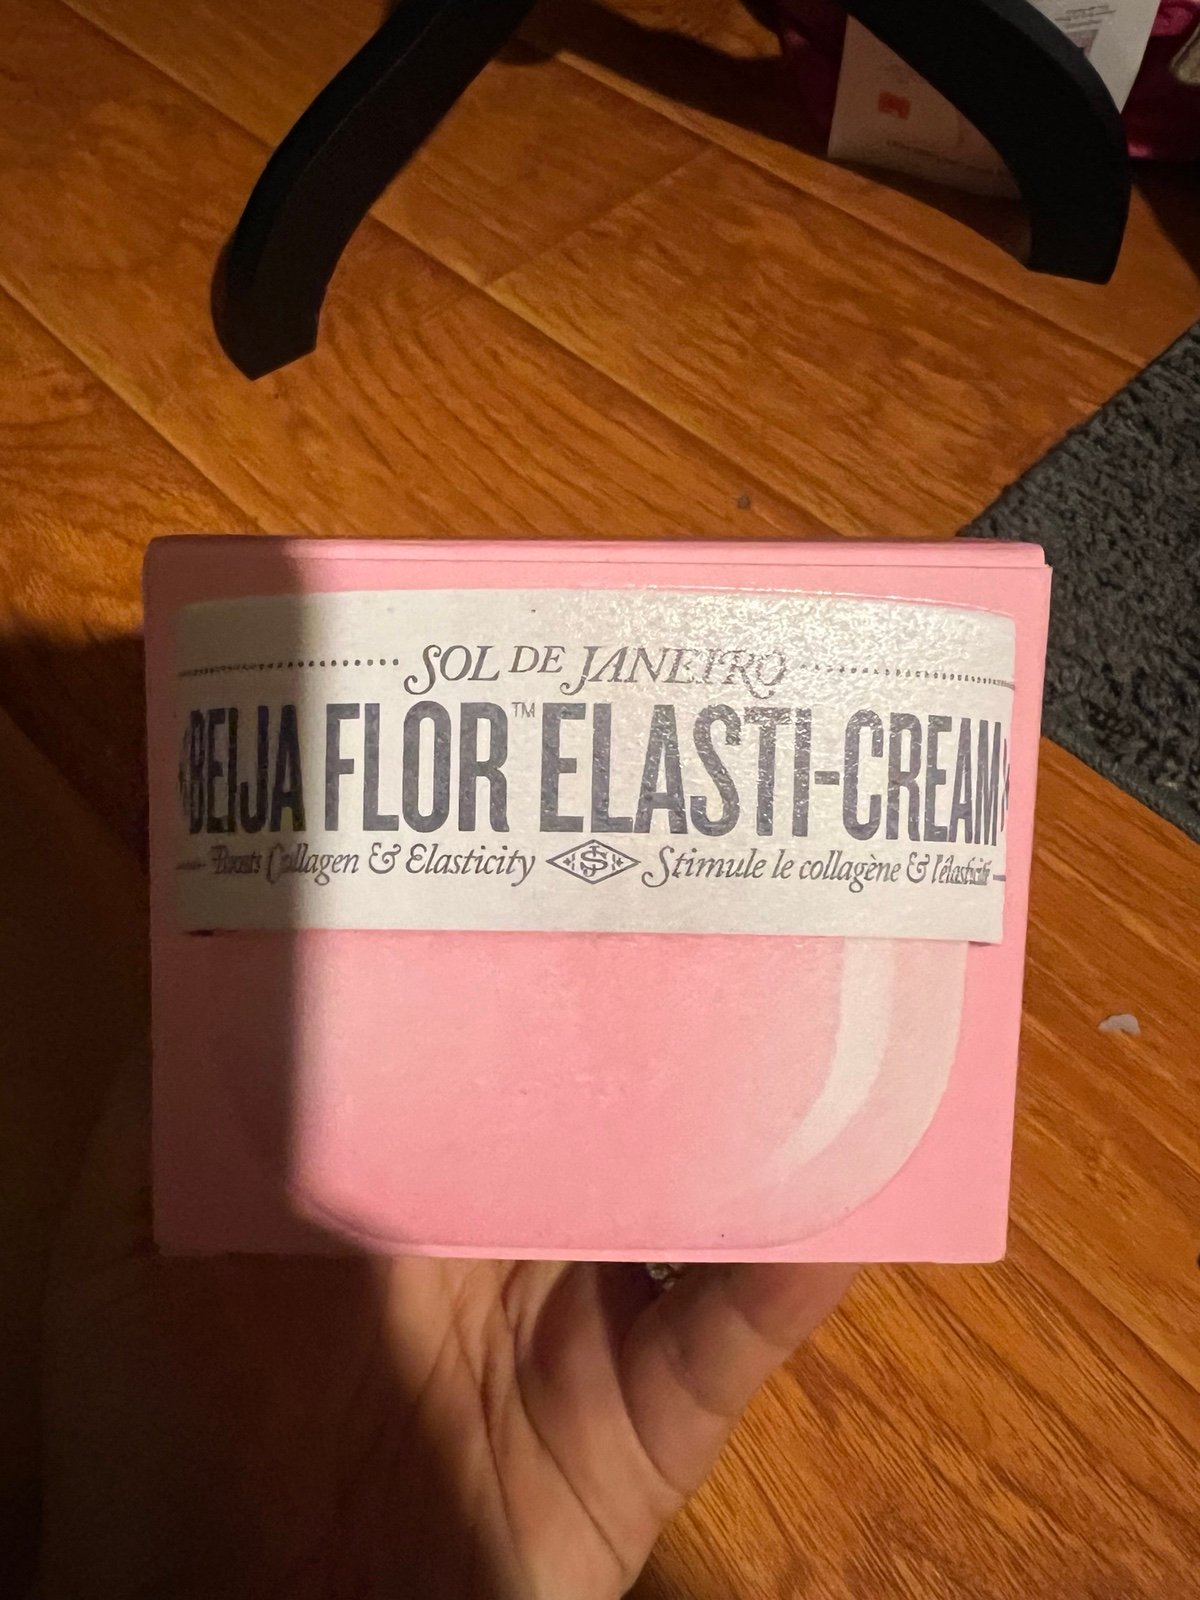 SOL DE JANEIRO
BEIJA FLOR™ ELASTI-CREAM
Boosts Collagen & Elasticity Stimule le collagène & l'élasticité